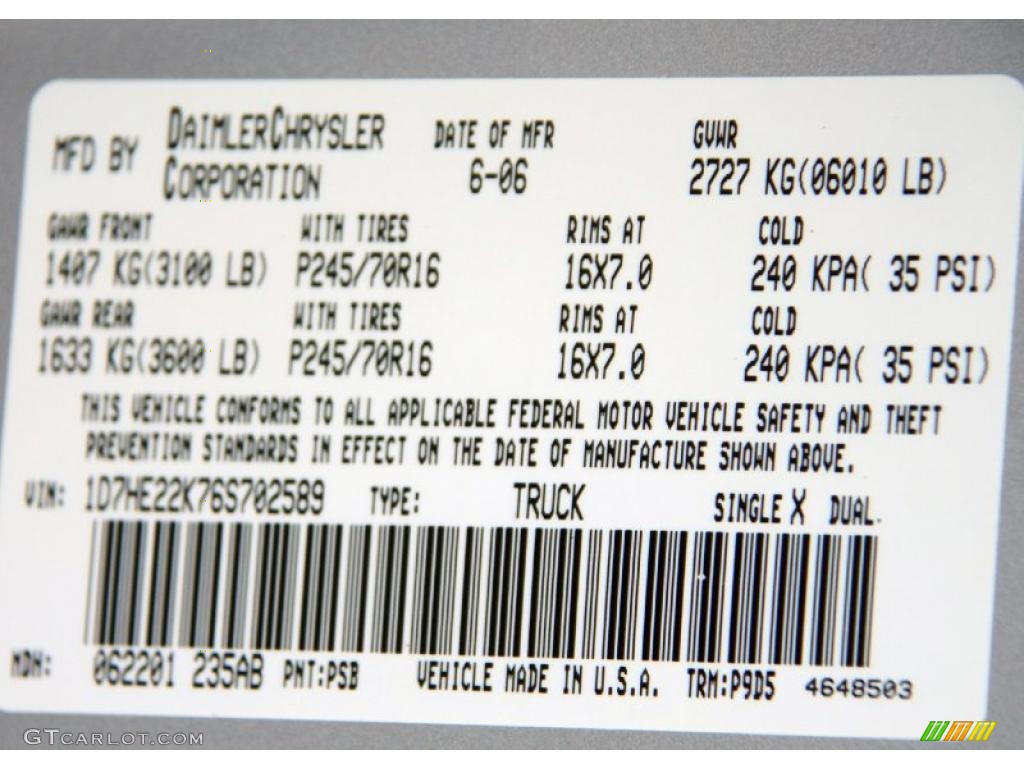 MFD BY DAIMLERCHRYSLER CORPORATION DATE OF MFR 6-06 GVWR 2727 KG(06010 LB)
GAWR FRONT WITH TIRES RIMS AT COLD
1407 KG(3100 LB) P245/70R16 16X7.0 240 KPA( 35 PSI)
GAWR REAR WITH TIRES RIMS AT COLD
1633 KG(3600 LB) P245/70R16 16X7.0 240 KPA( 35 PSI)
THIS VEHICLE CONFORMS TO ALL APPLICABLE FEDERAL MOTOR VEHICLE SAFETY AND THEFT
PREVENTION STANDARDS IN EFFECT ON THE DATE OF MANUFACTURE SHOWN ABOVE.
VIN: 1D7HE22K76S702589 TYPE: TRUCK SINGLE X DUAL
MDH: 062201 235AB PNT:PSB VEHICLE MADE IN U.S.A. TRM:P9D5 4648503
GTCARLOT.COM